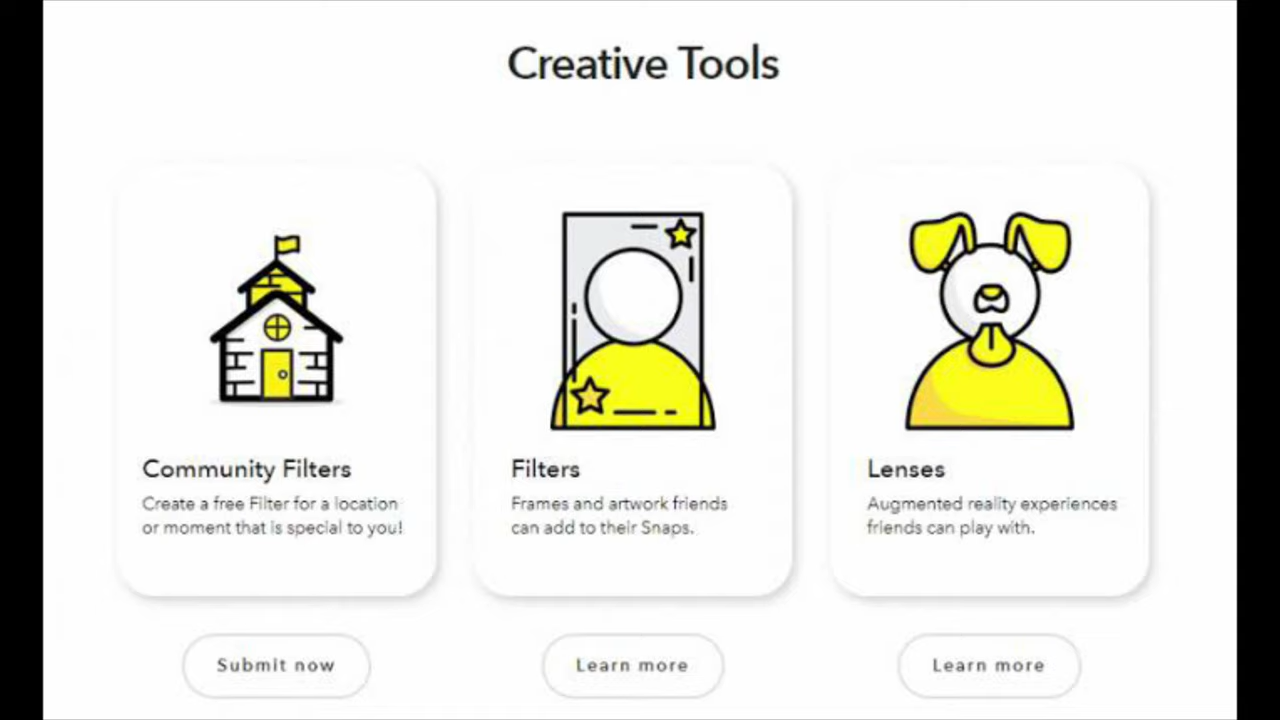 Creative Tools
Community Filters
Create a free Filter for a location
or moment that is special to you!
Submit now
Filters
Frames and artwork friends
can add to their Snaps.
Learn more
Lenses
Augmented reality experiences
friends can play with.
Learn more